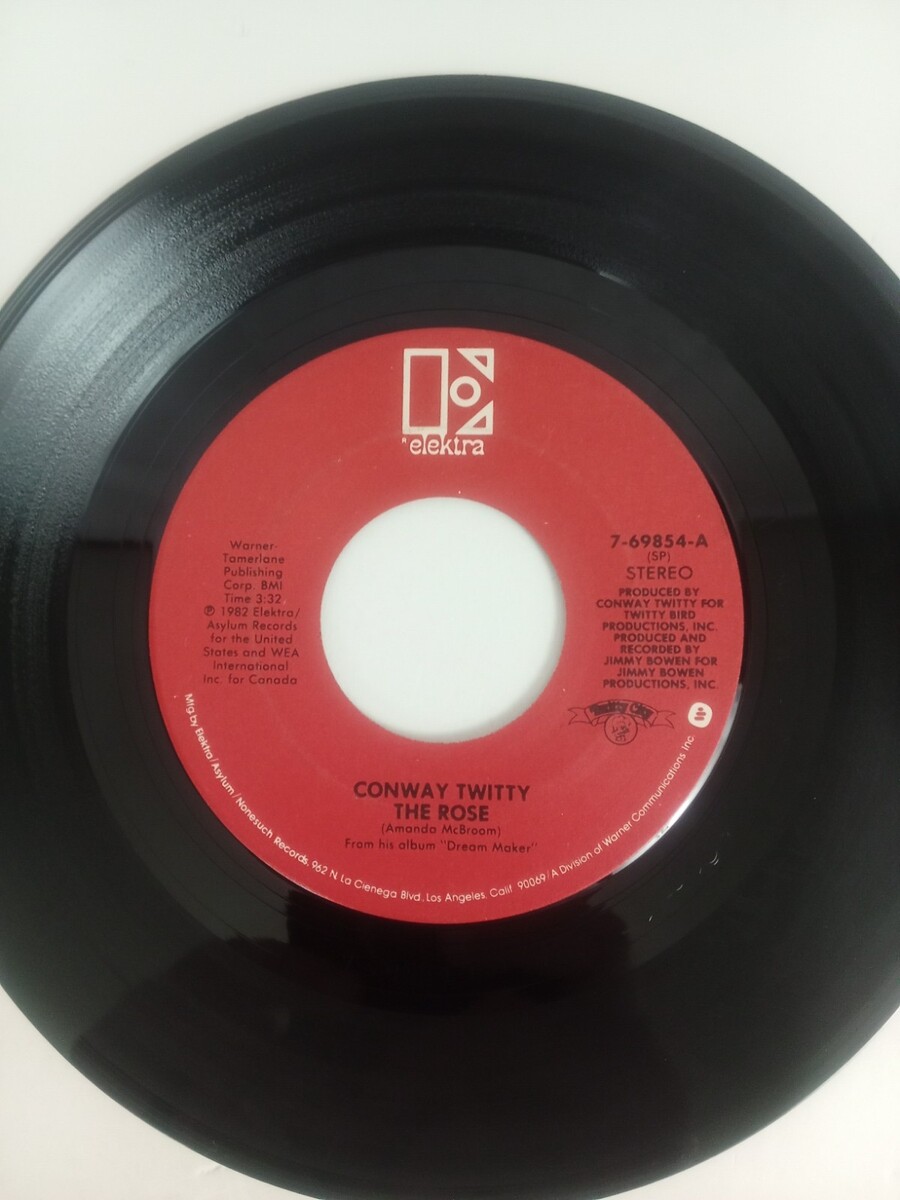 elektra
Warner-
Tamerlane
Publishing
Corp. BMI
Time 3:32
℗ 1982 Elektra/
Asylum Records
for the United
States and WEA
International
Inc. for Canada
7-69854-A
(SP)
STEREO
PRODUCED BY
CONWAY TWITTY FOR
TWITTY BIRD
PRODUCTIONS, INC.
PRODUCED AND
RECORDED BY
JIMMY BOWEN FOR
JIMMY BOWEN
PRODUCTIONS, INC.
Twitty City
CONWAY TWITTY
THE ROSE
(Amanda McBroom)
From his album "Dream Maker"
Mfg. by Elektra/Asylum/Nonesuch Records, 962 N. La Cienega Blvd., Los Angeles, Calif. 90069/A Division of Warner Communications Inc.